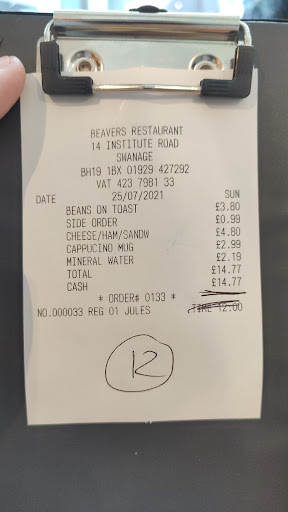 BEAVERS RESTAURANT
14 INSTITUTE ROAD
SWANAGE
BH19 1BX 01929 427292
VAT 423 7981 33
DATE 25/07/2021 SUN
BEANS ON TOAST £3.80
SIDE ORDER £0.99
CHEESE/HAM/SANDW £4.80
CAPPUCINO MUG £2.99
MINERAL WATER £2.19
TOTAL £14.77
CASH £14.77
* ORDER# 0133 *
NO.000033 REG 01 JULES TIME 12:00
12